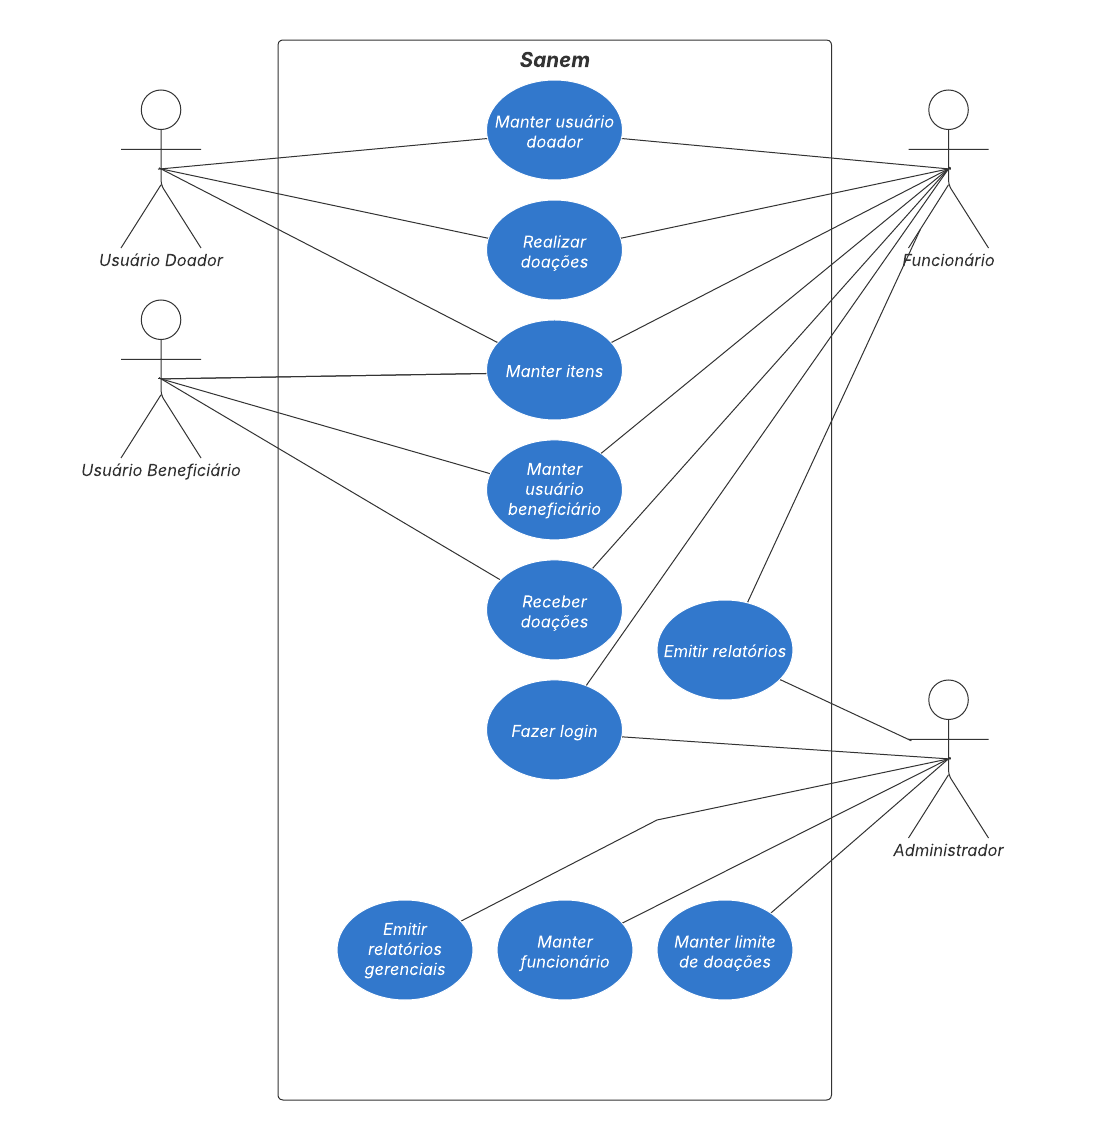 Sanem
Manter usuário
doador
Realizar
doações
Usuário Doador
Funcionário
Manter itens
Usuário Beneficiário
Manter
usuário
beneficiário
Receber
doações
Emitir relatórios
Fazer login
Administrador
Emitir
relatórios
gerenciais
Manter
funcionário
Manter limite
de doações